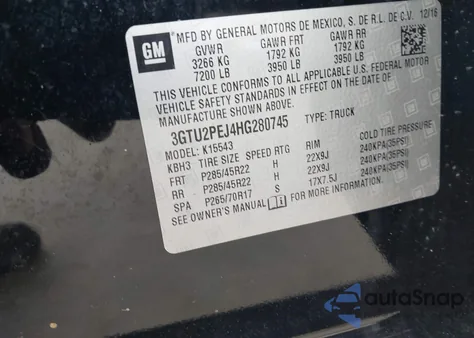 GM
MFD BY GENERAL MOTORS DE MEXICO, S. DE R.L. DE C.V. 12/16
GVWR GAWR FRT GAWR RR
3266 KG 1792 KG 1792 KG
7200 LB 3950 LB 3950 LB
THIS VEHICLE CONFORMS TO ALL APPLICABLE U.S. FEDERAL MOTOR
VEHICLE SAFETY STANDARDS IN EFFECT ON THE DATE OF
MANUFACTURE SHOWN ABOVE.
3GTU2PEJ4HG280745 TYPE: TRUCK
MODEL: K15543
KBH3 TIRE SIZE SPEED RTG RIM COLD TIRE PRESSURE
FRT P285/45R22 H 22X9J 240KPA(35PSI)
RR P285/45R22 H 22X9J 240KPA(35PSI)
SPA P265/70R17 S 17X7.5J 240KPA(35PSI)
SEE OWNER'S MANUAL FOR MORE INFORMATION
autoSnap